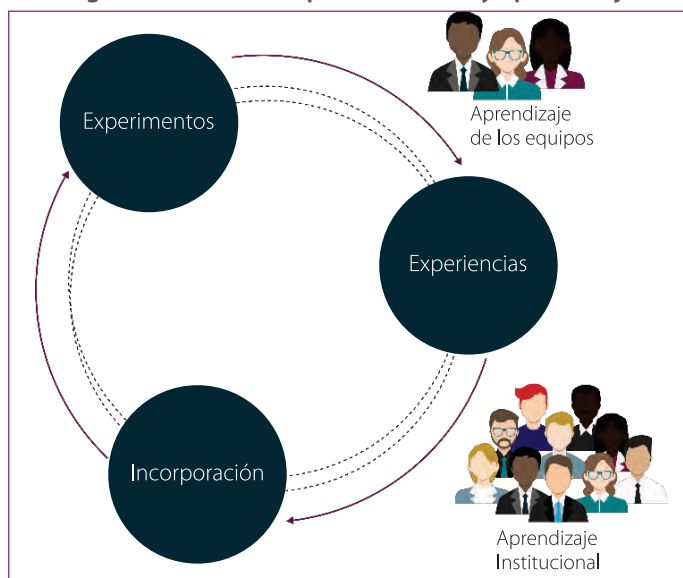 Experimentos
Aprendizaje
de los equipos
Experiencias
Incorporación
Aprendizaje
Institucional